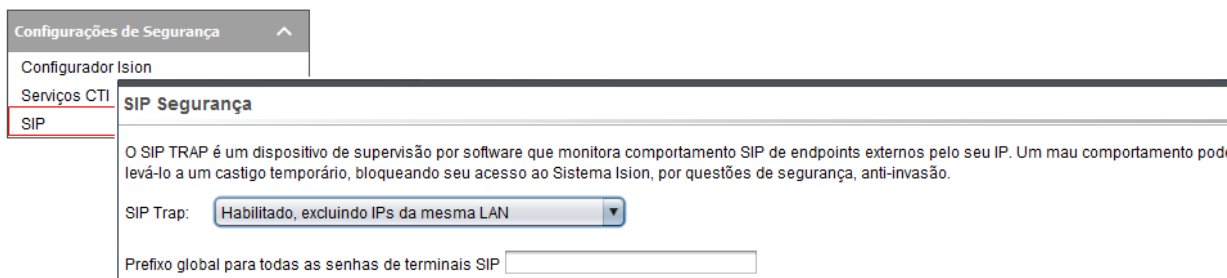 Configurações de Segurança
Configurador Ision
Serviços CTI
SIP
SIP Segurança
O SIP TRAP é um dispositivo de supervisão por software que monitora comportamento SIP de endpoints externos pelo seu IP. Um mau comportamento pode
levá-lo a um castigo temporário, bloqueando seu acesso ao Sistema Ision, por questões de segurança, anti-invasão.
SIP Trap: Habilitado, excluindo IPs da mesma LAN
Prefixo global para todas as senhas de terminais SIP